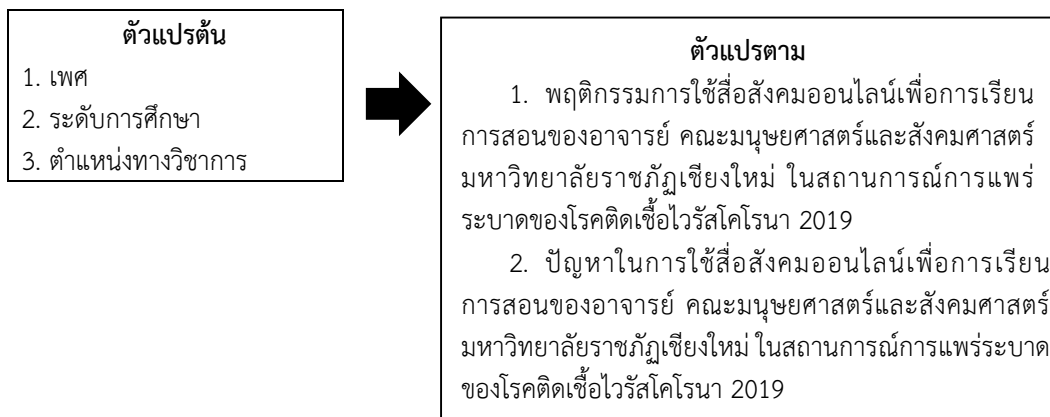 ตัวแปรต้น
1. เพศ
2. ระดับการศึกษา
3. ตำแหน่งทางวิชาการ
ตัวแปรตาม
1. พฤติกรรมการใช้สื่อสังคมออนไลน์เพื่อการเรียน
การสอนของอาจารย์ คณะมนุษยศาสตร์และสังคมศาสตร์
มหาวิทยาลัยราชภัฏเชียงใหม่ ในสถานการณ์การแพร่
ระบาดของโรคติดเชื้อไวรัสโคโรนา 2019
2. ปัญหาในการใช้สื่อสังคมออนไลน์เพื่อการเรียน
การสอนของอาจารย์ คณะมนุษยศาสตร์และสังคมศาสตร์
มหาวิทยาลัยราชภัฏเชียงใหม่ ในสถานการณ์การแพร่ระบาด
ของโรคติดเชื้อไวรัสโคโรนา 2019